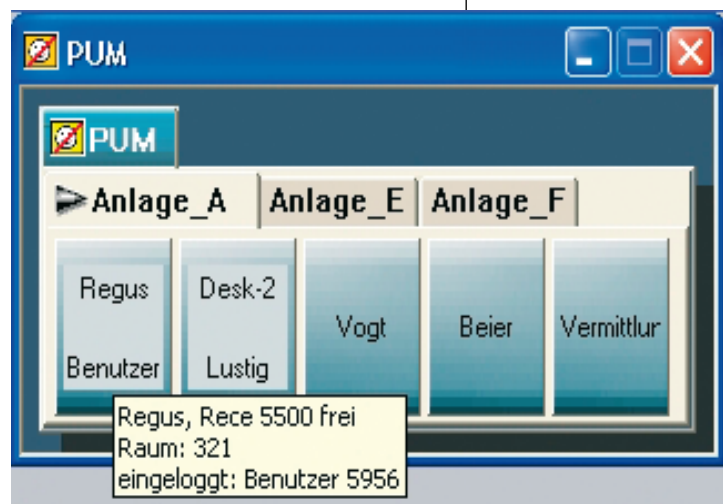 PUM
PUM
Anlage_A Anlage_E Anlage_F
Regus Desk-2
Vogt Beier Vermittlur
Benutzer Lustig
Regus, Rece 5500 frei
Raum: 321
eingeloggt: Benutzer 5956